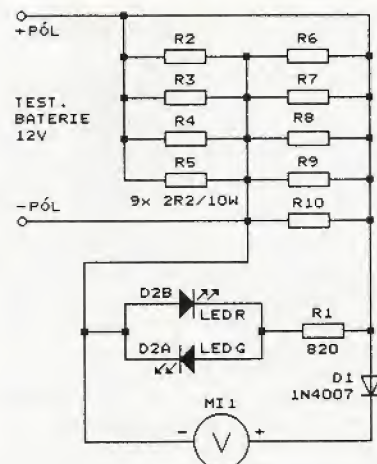 +PÓL
R2
R6
R3
R7
TEST.
BATERIE
12V
R4
R8
R5
R9
9x 2R2/10W
-PÓL
R10
D2B
LEDR
R1
820
D2A
LEDG
D1
1N4007
MI1
-
V
+